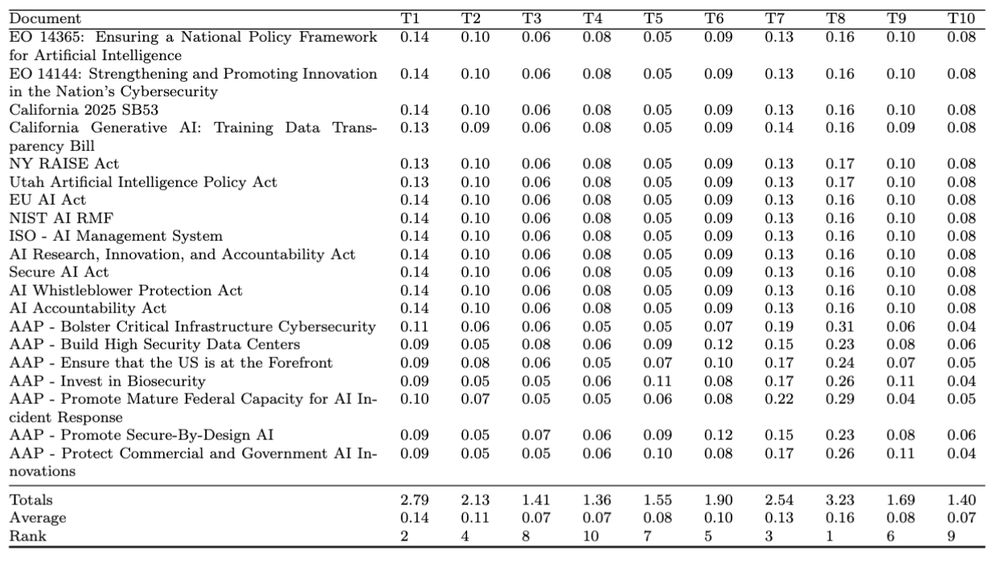 Document T1 T2 T3 T4 T5 T6 T7 T8 T9 T10
EO 14365: Ensuring a National Policy Framework 0.14 0.10 0.06 0.08 0.05 0.09 0.13 0.16 0.10 0.08
for Artificial Intelligence
EO 14144: Strengthening and Promoting Innovation 0.14 0.10 0.06 0.08 0.05 0.09 0.13 0.16 0.10 0.08
in the Nation's Cybersecurity
California 2025 SB53 0.14 0.10 0.06 0.08 0.05 0.09 0.13 0.16 0.10 0.08
California Generative AI: Training Data Trans- 0.13 0.09 0.06 0.08 0.05 0.09 0.14 0.16 0.09 0.08
parency Bill
NY RAISE Act 0.13 0.10 0.06 0.08 0.05 0.09 0.13 0.17 0.10 0.08
Utah Artificial Intelligence Policy Act 0.13 0.10 0.06 0.08 0.05 0.09 0.13 0.17 0.10 0.08
EU AI Act 0.14 0.10 0.06 0.08 0.05 0.09 0.13 0.16 0.10 0.08
NIST AI RMF 0.14 0.10 0.06 0.08 0.05 0.09 0.13 0.16 0.10 0.08
ISO - AI Management System 0.14 0.10 0.06 0.08 0.05 0.09 0.13 0.16 0.10 0.08
AI Research, Innovation, and Accountability Act 0.14 0.10 0.06 0.08 0.05 0.09 0.13 0.16 0.10 0.08
Secure AI Act 0.14 0.10 0.06 0.08 0.05 0.09 0.13 0.16 0.10 0.08
AI Whistleblower Protection Act 0.14 0.10 0.06 0.08 0.05 0.09 0.13 0.16 0.10 0.08
AI Accountability Act 0.14 0.10 0.06 0.08 0.05 0.09 0.13 0.16 0.10 0.08
AAP - Bolster Critical Infrastructure Cybersecurity 0.11 0.06 0.06 0.05 0.05 0.07 0.19 0.31 0.06 0.04
AAP - Build High Security Data Centers 0.09 0.05 0.08 0.06 0.09 0.12 0.15 0.23 0.08 0.06
AAP - Ensure that the US is at the Forefront 0.09 0.08 0.06 0.05 0.07 0.10 0.17 0.24 0.07 0.05
AAP - Invest in Biosecurity 0.09 0.05 0.05 0.06 0.11 0.08 0.17 0.26 0.11 0.04
AAP - Promote Mature Federal Capacity for AI In- 0.10 0.07 0.05 0.05 0.06 0.08 0.22 0.29 0.04 0.05
cident Response
AAP - Promote Secure-By-Design AI 0.09 0.05 0.07 0.06 0.09 0.12 0.15 0.23 0.08 0.06
AAP - Protect Commercial and Government AI In- 0.09 0.05 0.05 0.06 0.10 0.08 0.17 0.26 0.11 0.04
novations
Totals 2.79 2.13 1.41 1.36 1.55 1.90 2.54 3.23 1.69 1.40
Average 0.14 0.11 0.07 0.07 0.08 0.10 0.13 0.16 0.08 0.07
Rank 2 4 8 10 7 5 3 1 6 9